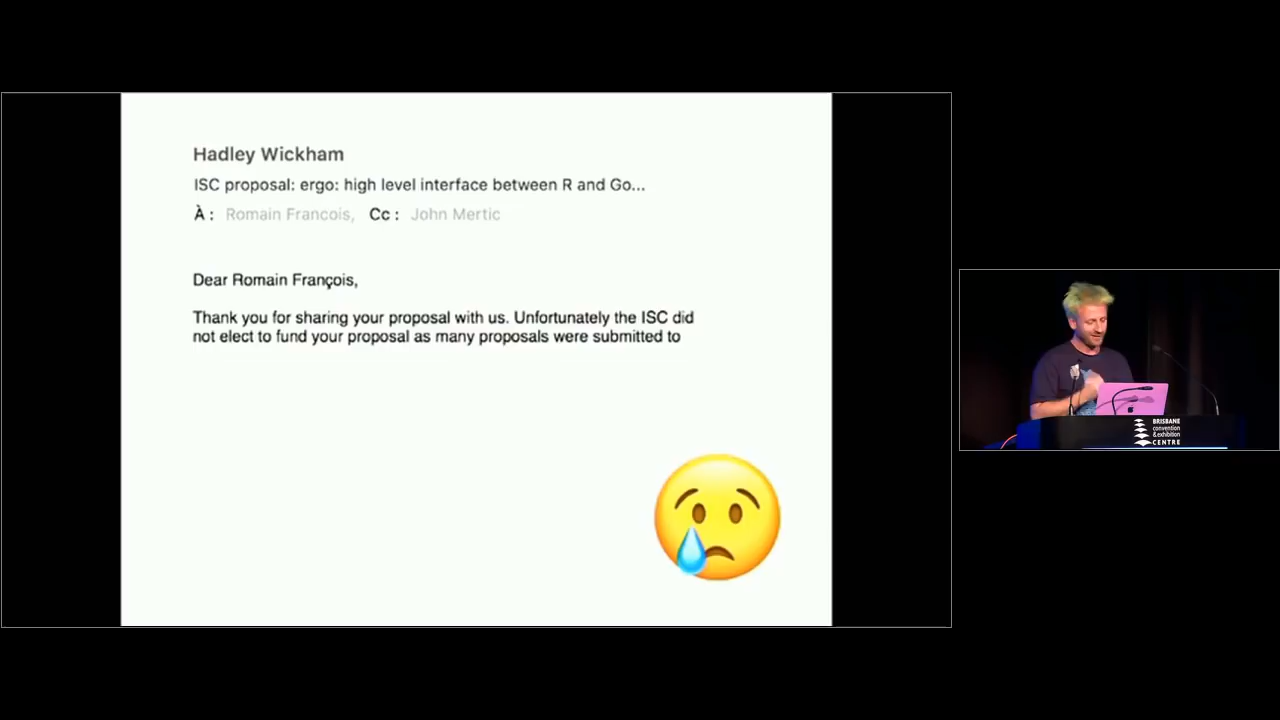 Hadley Wickham
ISC proposal: ergo: high level interface between R and Go...
À : Romain Francois, Cc : John Mertic
Dear Romain François,
Thank you for sharing your proposal with us. Unfortunately the ISC did
not elect to fund your proposal as many proposals were submitted to
BRISBANE
convention
& exhibition
CENTRE